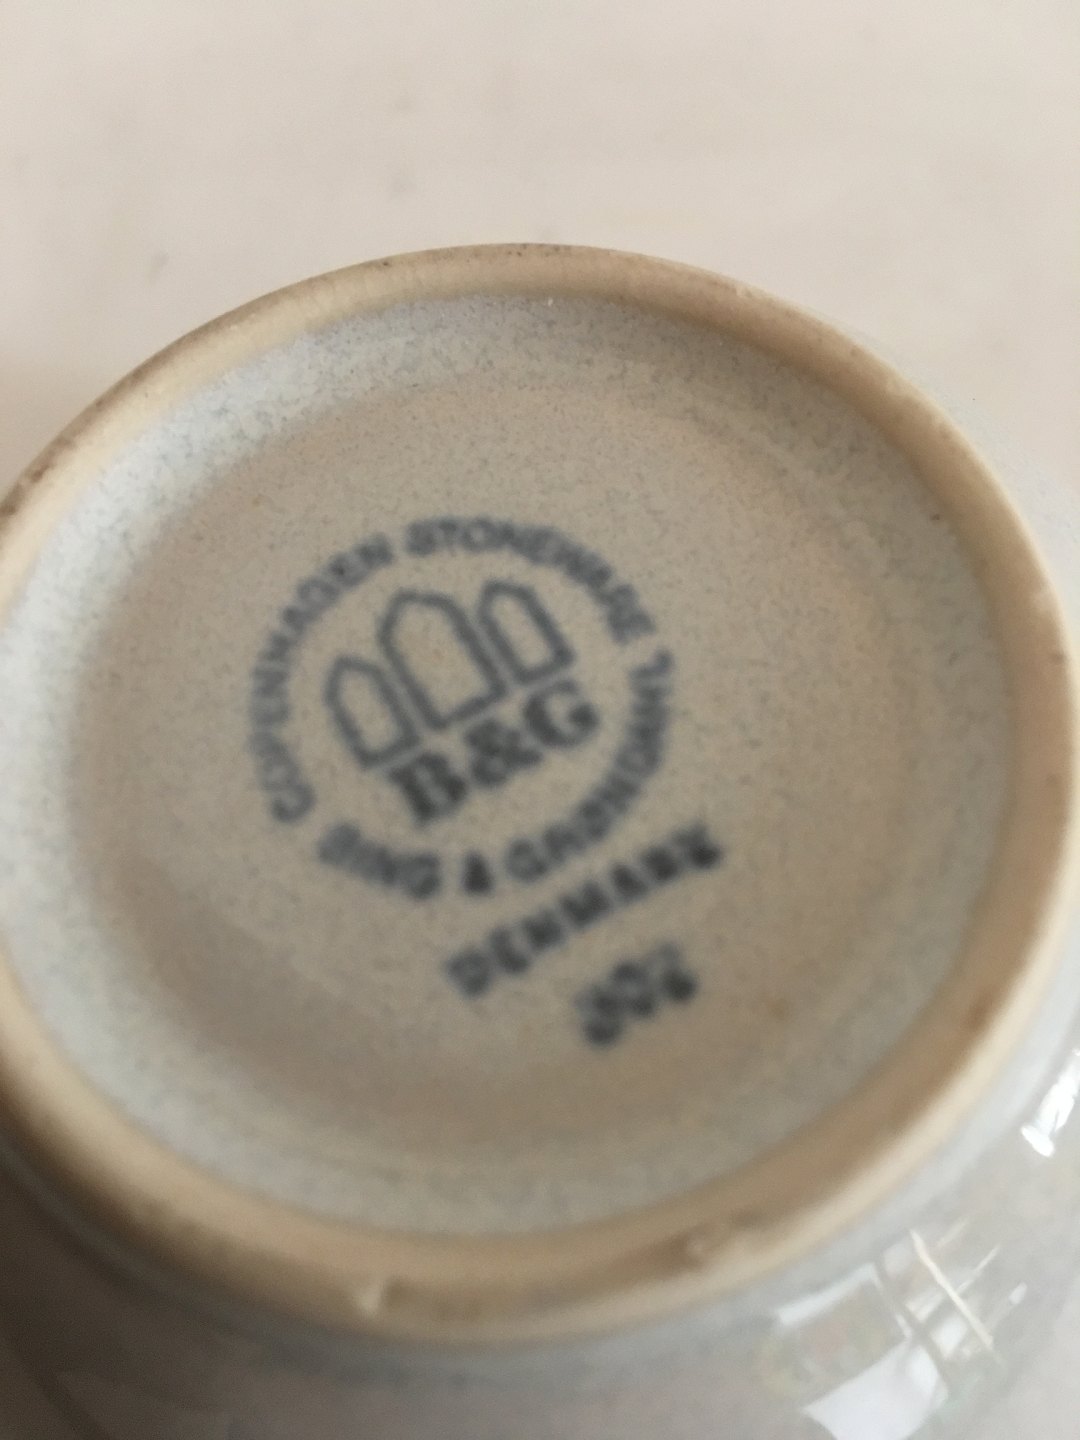 COPENHAGEN STONEWARE
B&G
BING & GRØNDAHL
DENMARK